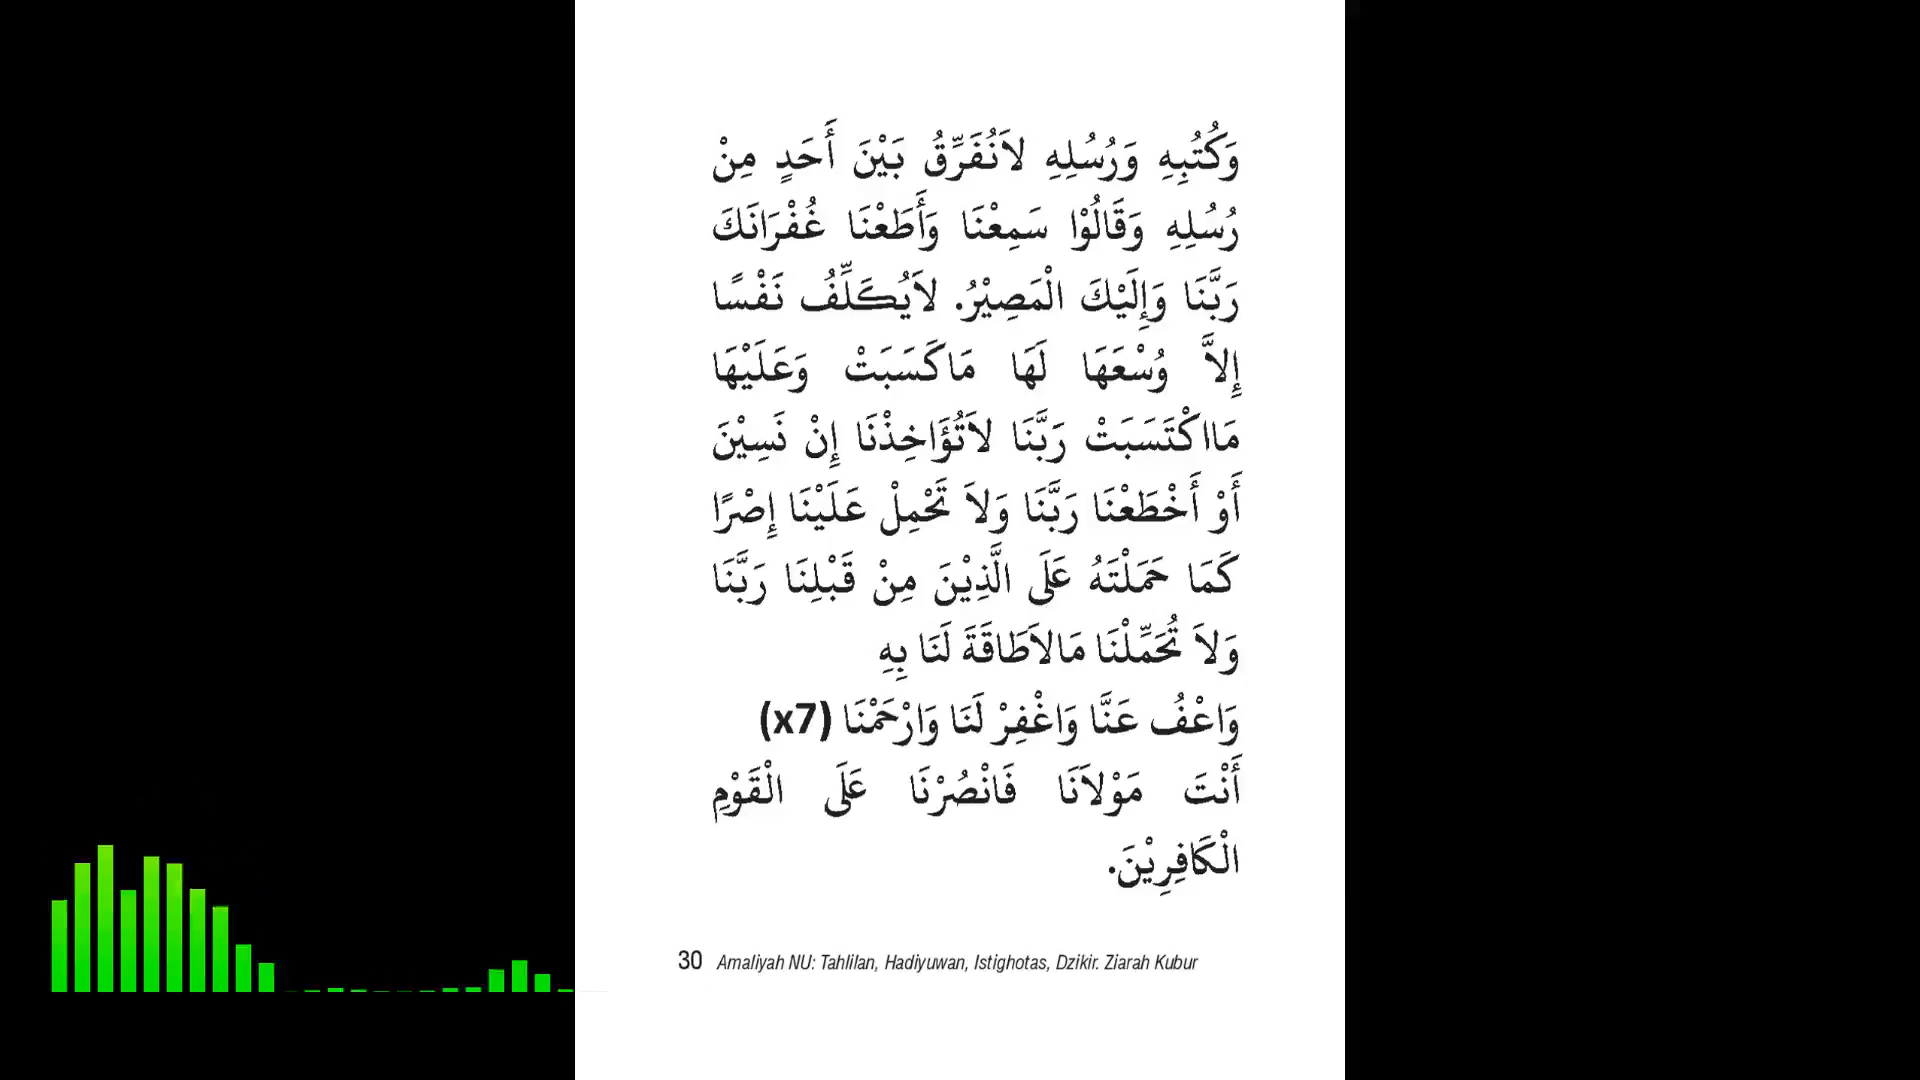 وَكُتُبِهِ وَرُسُلِهِ لاَنُفَرِّقُ بَيْنَ أَحَدٍ مِنْ
رُسُلِهِ وَقَالُوْا سَمِعْنَا وَأَطَعْنَا غُفْرَانَكَ
رَبَّنَا وَإِلَيْكَ الْمَصِيْرُ. لاَيُكَلِّفُ نَفْسًا
إِلاَّ وُسْعَهَا لَهَا مَاكَسَبَتْ وَعَلَيْهَا
مَااكْتَسَبَتْ رَبَّنَا لاَتُؤَاخِذْنَا إِنْ نَسِيْنَ
أَوْ أَخْطَعْنَا رَبَّنَا وَلاَ تَحْمِلْ عَلَيْنَا إِصْرًا
كَمَا حَمَلْتَهُ عَلَى الَّذِيْنَ مِنْ قَبْلِنَا رَبَّنَا
وَلاَ تُحَمِّلْنَا مَالاَطَاقَةَ لَنَا بِهِ
وَاعْفُ عَنَّا وَاغْفِرْ لَنَا وَارْحَمْنَا (x7)
أَنْتَ مَوْلاَنَا فَانْصُرْنَا عَلَى الْقَوْمِ
الْكَافِرِيْنَ.
30 Amaliyah NU: Tahlilan, Hadiyuwan, Istighotas, Dzikir. Ziarah Kubur